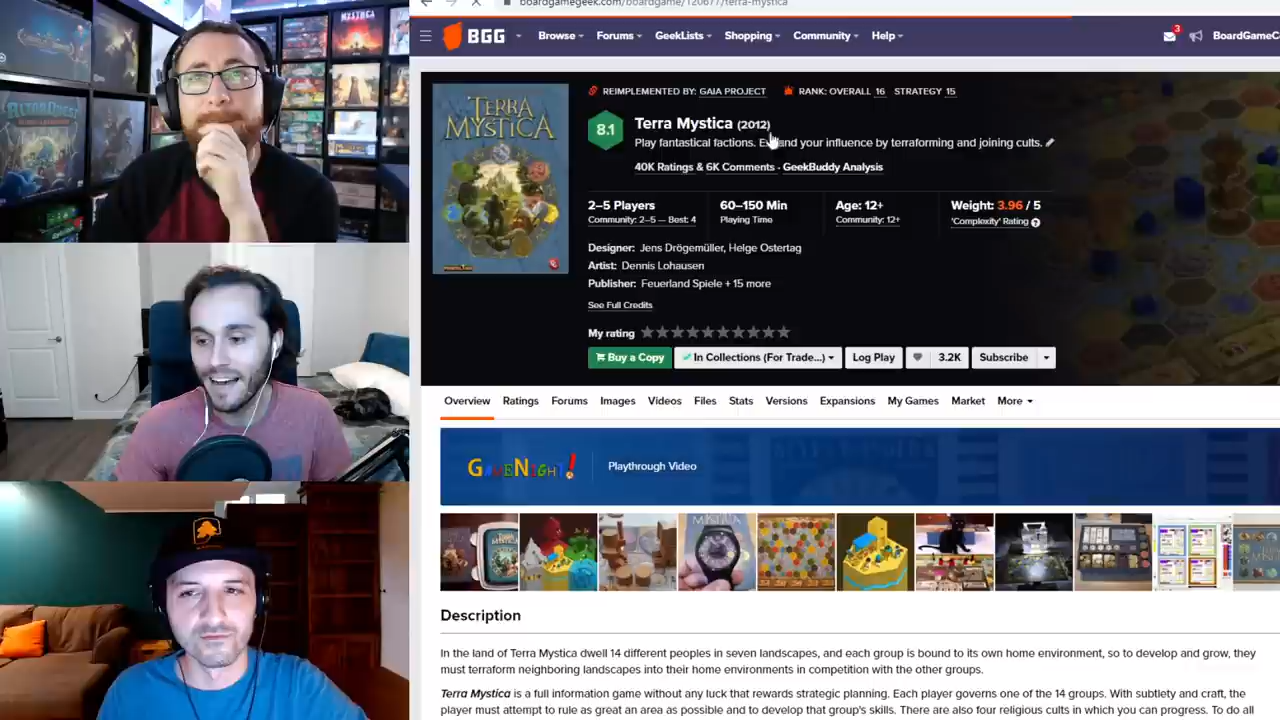 boardgamegeek.com/boardgame/120677/terra-mystica
BGG Browse Forums GeekLists Shopping Community Help 3
REIMPLEMENTED BY: GAIA PROJECT RANK: OVERALL 16 STRATEGY 15
8.1 Terra Mystica (2012)
Play fantastical factions. your influence by terraforming and joining cults.
40K Ratings & 6K Comments - GeekBuddy Analysis
2–5 Players 60–150 Min Age: 12+ Weight: 3.96 / 5
Community: 2–5 — Best: 4 Playing Time Community: 12+ 'Complexity' Rating ?
Designer: Jens Drögemüller, Helge Ostertag
Artist: Dennis Lohausen
Publisher: Feuerland Spiele + 15 more
See Full Credits
My rating
Buy a Copy In Collections (For Trade...) Log Play 3.2K Subscribe
Overview Ratings Forums Images Videos Files Stats Versions Expansions My Games Market More
GAMENIGHT! Playthrough Video
Description
In the land of Terra Mystica dwell 14 different peoples in seven landscapes, and each group is bound to its own home environment, so to develop and grow, they
must terraform neighboring landscapes into their home environments in competition with the other groups.
Terra Mystica is a full information game without any luck that rewards strategic planning. Each player governs one of the 14 groups. With subtlety and craft, the
player must attempt to rule as great an area as possible and to develop that group's skills. There are also four religious cults in which you can progress. To do all
TERRA
MYSTICA
ALTAR QUEST